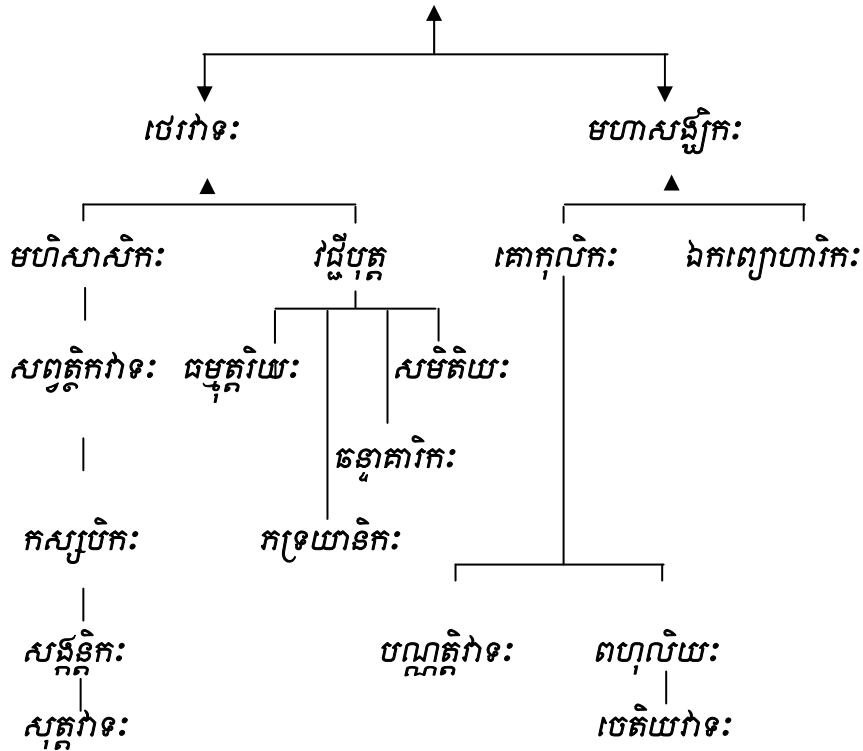 ថេរវាទៈ មហាសង្ឃិកៈ
មហិសាសិកៈ វជ្ជីបុត្ត គោកុលិកៈ ឯកព្យោហារិកៈ
សព្វត្ថិកវាទៈ ធម្មុត្តរិយៈ សមិតិយៈ
ឆន្ទាគារិកៈ
កស្សបិកៈ ភទ្រយានិកៈ
សង្កន្តិកៈ បណ្ណត្តិវាទៈ ពហុលិយៈ
សុត្តវាទៈ ចេតិយវាទៈ